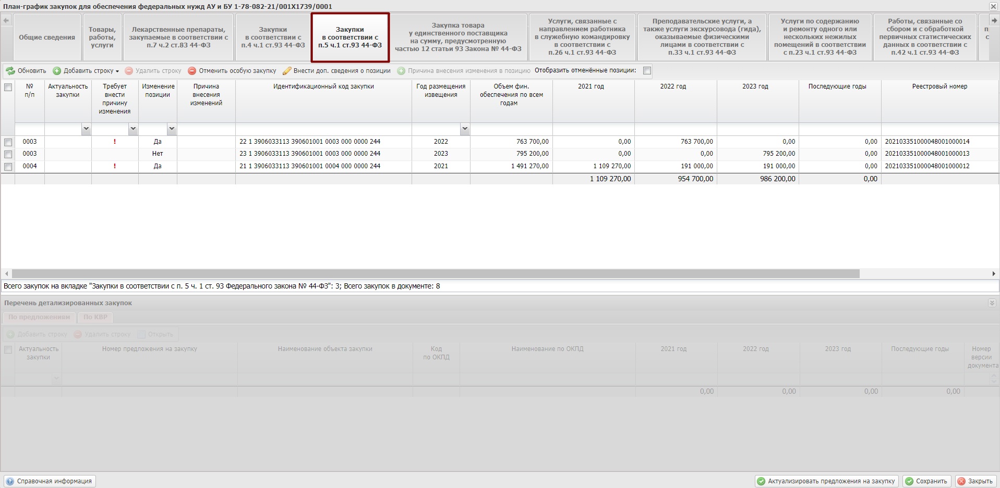 План-график закупок для обеспечения федеральных нужд АУ и БУ 1-78-082-21/001X1739/0001
Общие сведения
Товары,
работы,
услуги
Лекарственные препараты,
закупаемые в соответствии с
п.7 ч.2 ст.83 44-ФЗ
Закупки
в соответствии с
п.4 ч.1 ст.93 44-ФЗ
Закупки
в соответствии с
п.5 ч.1 ст.93 44-ФЗ
Закупка товара
у единственного поставщика
на сумму, предусмотренную
частью 12 статьи 93 Закона № 44-ФЗ
Услуги, связанные с
направлением работника
в служебную командировку
в соответствии с
п.26 ч.1 ст.93 44-ФЗ
Преподавательские услуги, а
также услуги экскурсовода (гида),
оказываемые физическими
лицами в соответствии с
п.33 ч.1 ст.93 44-ФЗ
Услуги по содержанию
и ремонту одного или
нескольких нежилых
помещений в соответствии
с п.23 ч.1 ст.93 44-ФЗ
Работы, связанные со
сбором и с обработкой
первичных статистических
данных в соответствии с
п.42 ч.1 ст.93 44-ФЗ
Обновить Добавить строку Удалить строку Отменить особую закупку Внести доп. сведения о позиции Причина внесения изменения в позицию Отобразить отменённые позиции:
№
п/п
Актуальность
закупки
Требует
внести
причину
изменения
Изменение
позиции
Причина
внесения
изменений
Идентификационный код закупки
Год размещения
извещения
Объем фин.
обеспечения по всем
годам
2021 год
2022 год
2023 год
Последующие годы
Реестровый номер
0003 ! Да 22 1 3906033113 390601001 0003 000 0000 244 2022 763 700,00 0,00 763 700,00 0,00 0,00 202103351000048001000014
0003 Нет 23 1 3906033113 390601001 0003 000 0000 244 2023 795 200,00 0,00 0,00 795 200,00 0,00 202103351000048001000013
0004 ! Да 21 1 3906033113 390601001 0004 000 0000 244 2021 1 491 270,00 1 109 270,00 191 000,00 191 000,00 0,00 202103351000048001000012
1 109 270,00 954 700,00 986 200,00 0,00
Всего закупок на вкладке "Закупки в соответствии с п. 5 ч. 1 ст. 93 Федерального закона № 44-ФЗ": 3; Всего закупок в документе: 8
Перечень детализированных закупок
По предложениям По КВР
Добавить строку Удалить строку Открыть
Актуальность
закупки
Номер предложения на закупку
Наименование объекта закупки
Код
по ОКПД
Наименование по ОКПД
2021 год
2022 год
2023 год
Последующие годы
Номер
версии
документа
0,00 0,00 0,00 0,00
Справочная информация Актуализировать предложения на закупку Сохранить Закрыть